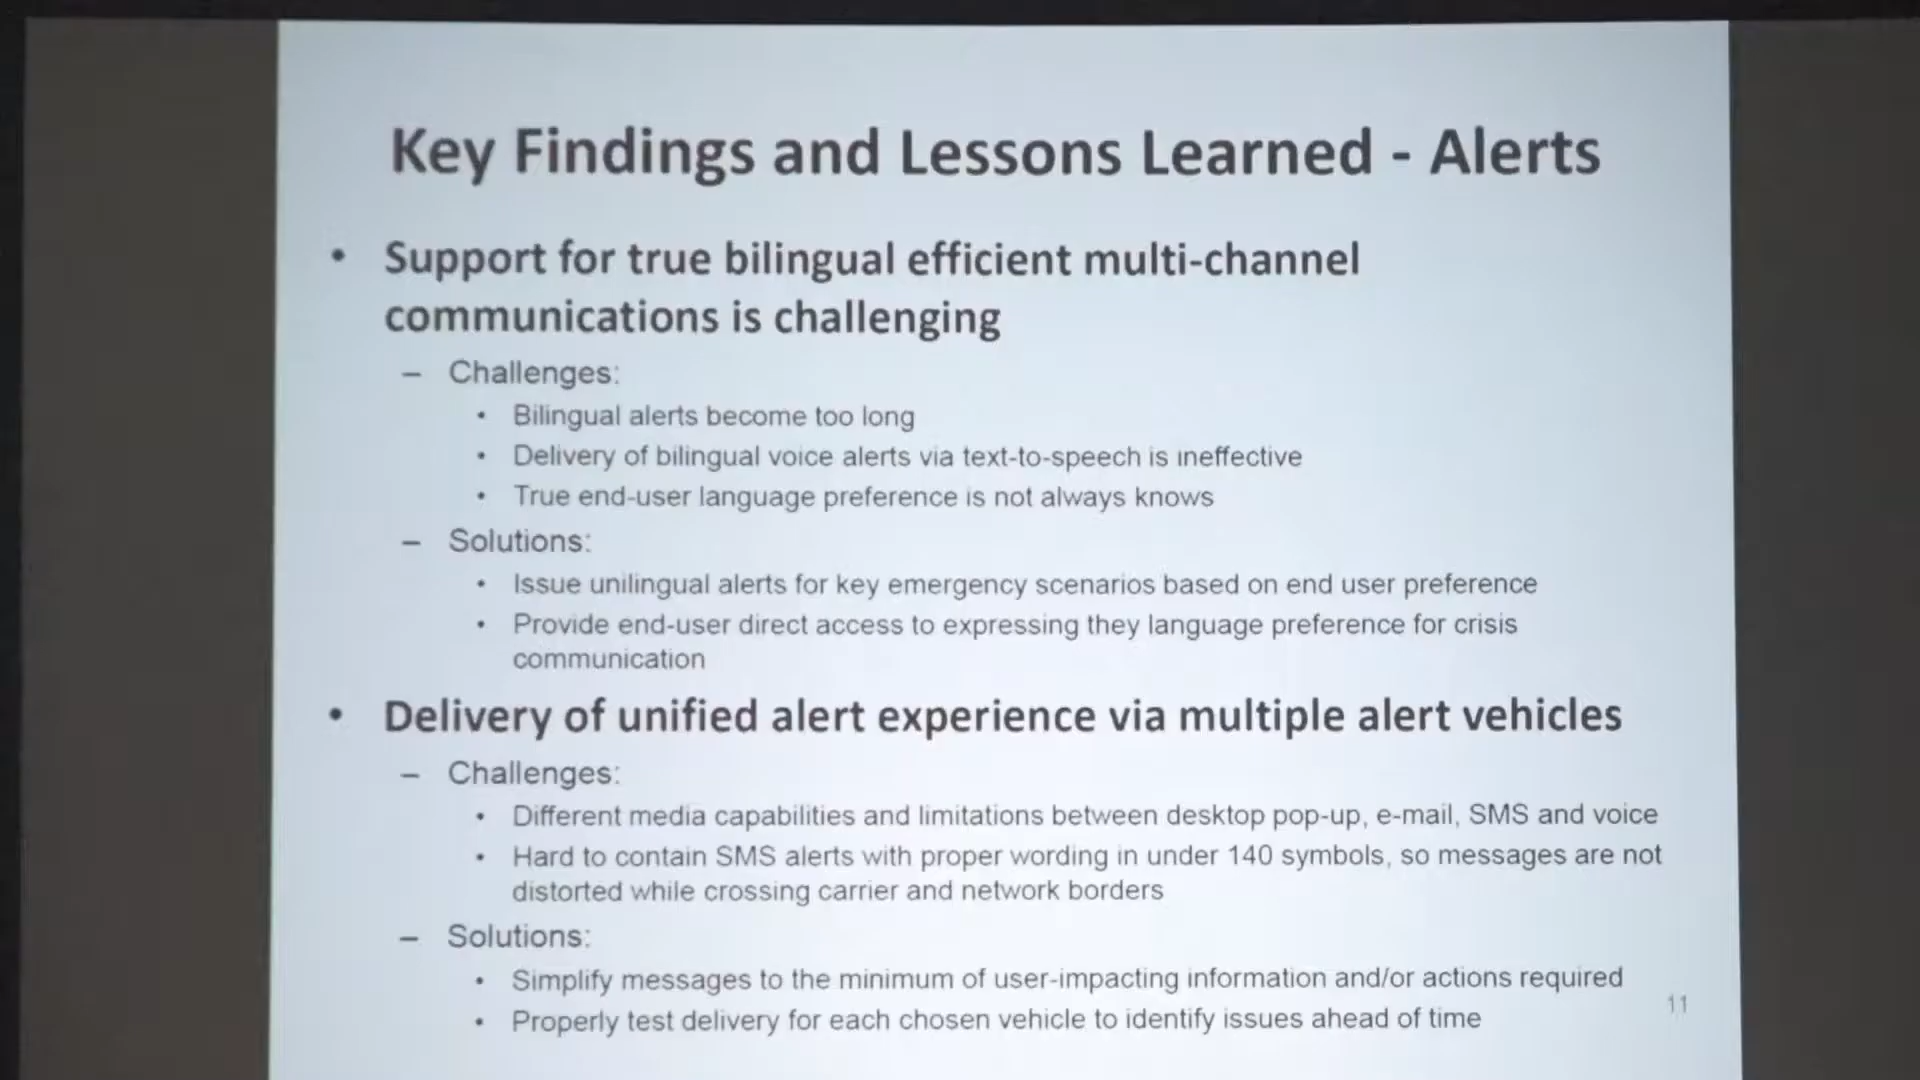 Key Findings and Lessons Learned - Alerts
• Support for true bilingual efficient multi-channel
communications is challenging
– Challenges:
• Bilingual alerts become too long
• Delivery of bilingual voice alerts via text-to-speech is ineffective
• True end-user language preference is not always knows
– Solutions:
• Issue unilingual alerts for key emergency scenarios based on end user preference
• Provide end-user direct access to expressing they language preference for crisis
communication
• Delivery of unified alert experience via multiple alert vehicles
– Challenges:
• Different media capabilities and limitations between desktop pop-up, e-mail, SMS and voice
• Hard to contain SMS alerts with proper wording in under 140 symbols, so messages are not
distorted while crossing carrier and network borders
– Solutions:
• Simplify messages to the minimum of user-impacting information and/or actions required
• Properly test delivery for each chosen vehicle to identify issues ahead of time
11